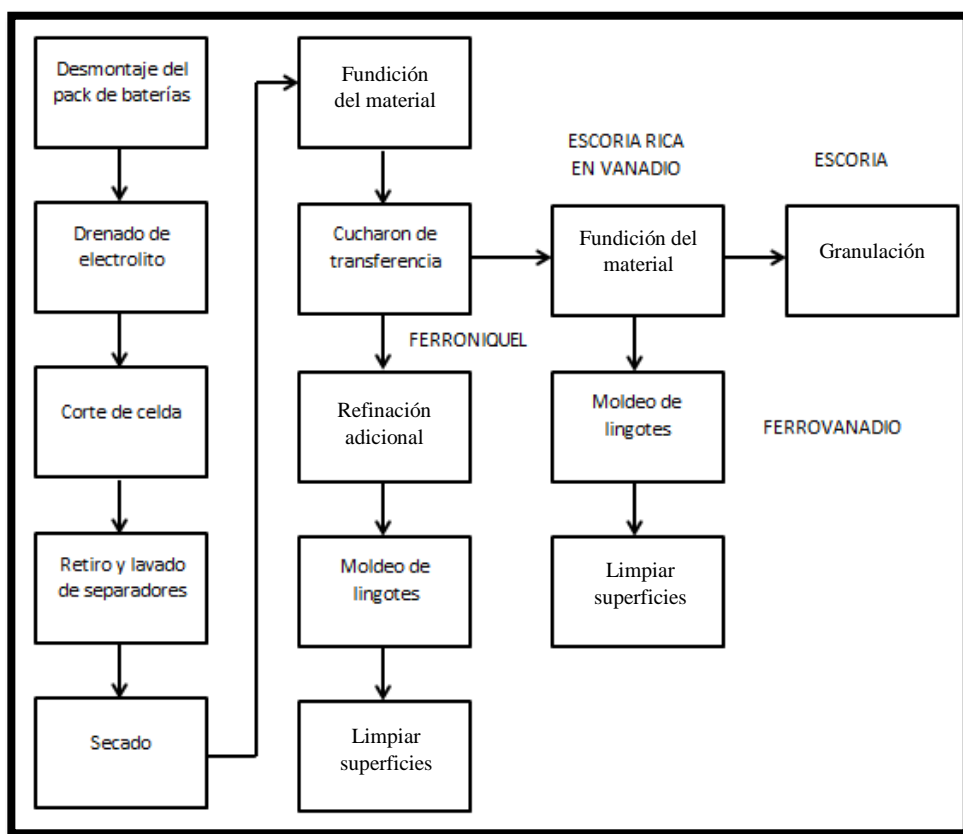 Desmontaje del
pack de baterías
Drenado de
electrolito
Corte de celda
Retiro y lavado
de separadores
Secado
Fundición
del material
Cucharon de
transferencia
FERRONIQUEL
Refinación
adicional
Moldeo de
lingotes
Limpiar
superficies
ESCORIA RICA
EN VANADIO
Fundición del
material
Moldeo de
lingotes
FERROVANADIO
Limpiar
superficies
ESCORIA
Granulación